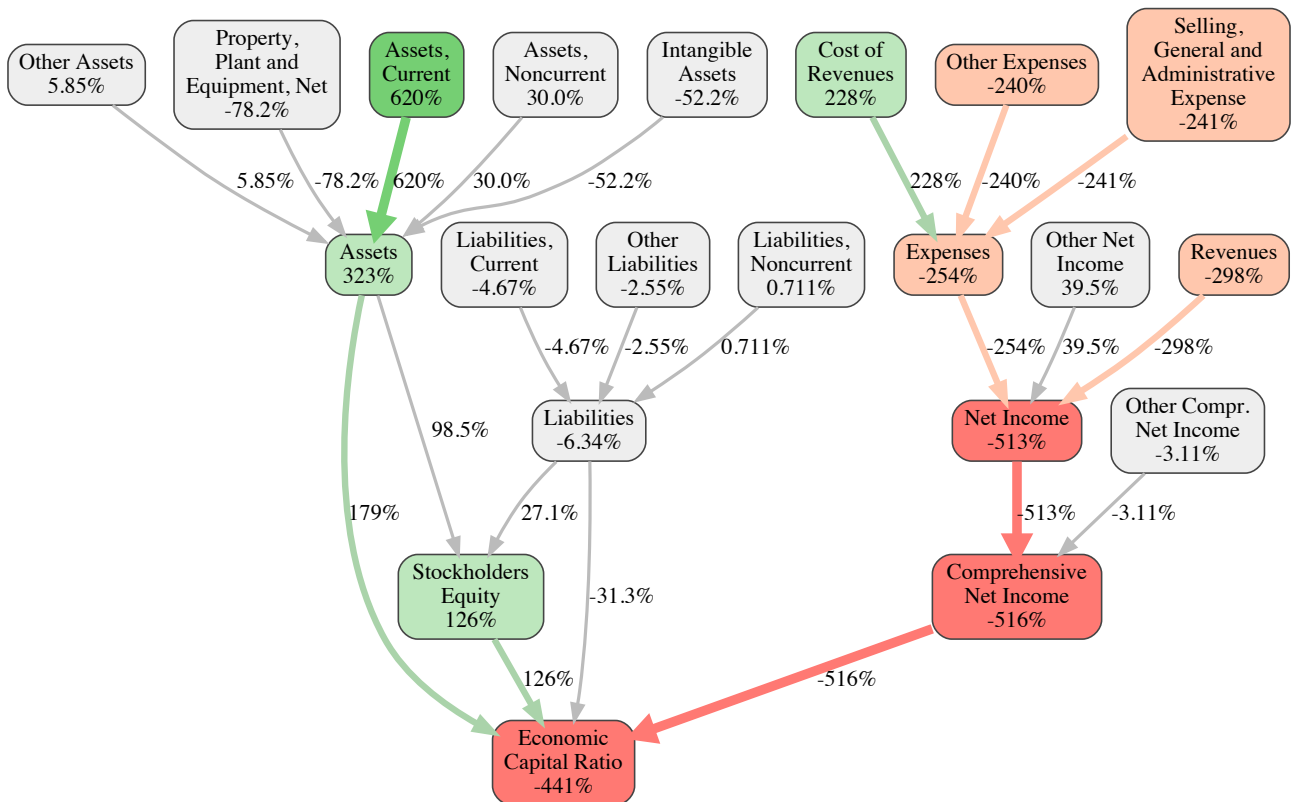 Other Assets
5.85%
Property,
Plant and
Equipment, Net
-78.2%
Assets,
Current
620%
Assets,
Noncurrent
30.0%
Intangible
Assets
-52.2%
Cost of
Revenues
228%
Other Expenses
-240%
Selling,
General and
Administrative
Expense
-241%
5.85%
-78.2%
620%
30.0%
-52.2%
228%
-240%
-241%
Assets
323%
Liabilities,
Current
-4.67%
Other
Liabilities
-2.55%
Liabilities,
Noncurrent
0.711%
Expenses
-254%
Other Net
Income
39.5%
Revenues
-298%
-4.67%
-2.55%
0.711%
-254%
39.5%
-298%
98.5%
Liabilities
-6.34%
Net Income
-513%
Other Compr.
Net Income
-3.11%
179%
27.1%
-513%
-3.11%
Stockholders
Equity
126%
-31.3%
Comprehensive
Net Income
-516%
126%
-516%
Economic
Capital Ratio
-441%